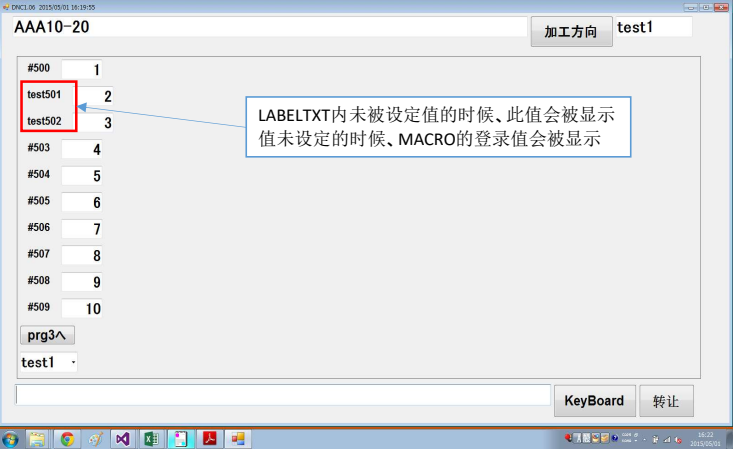 DNC1.06 2015/05/01 16:19:55
AAA10-20
加工方向 test1
#500 1
test501 2
test502 3
#503 4
#504 5
#505 6
#506 7
#507 8
#508 9
#509 10
LABELTXT内未被设定值的时候、此值会被显示
值未设定的时候、MACRO的登录值会被显示
prg3へ
test1
KeyBoard 转让
16:22
2015/05/01